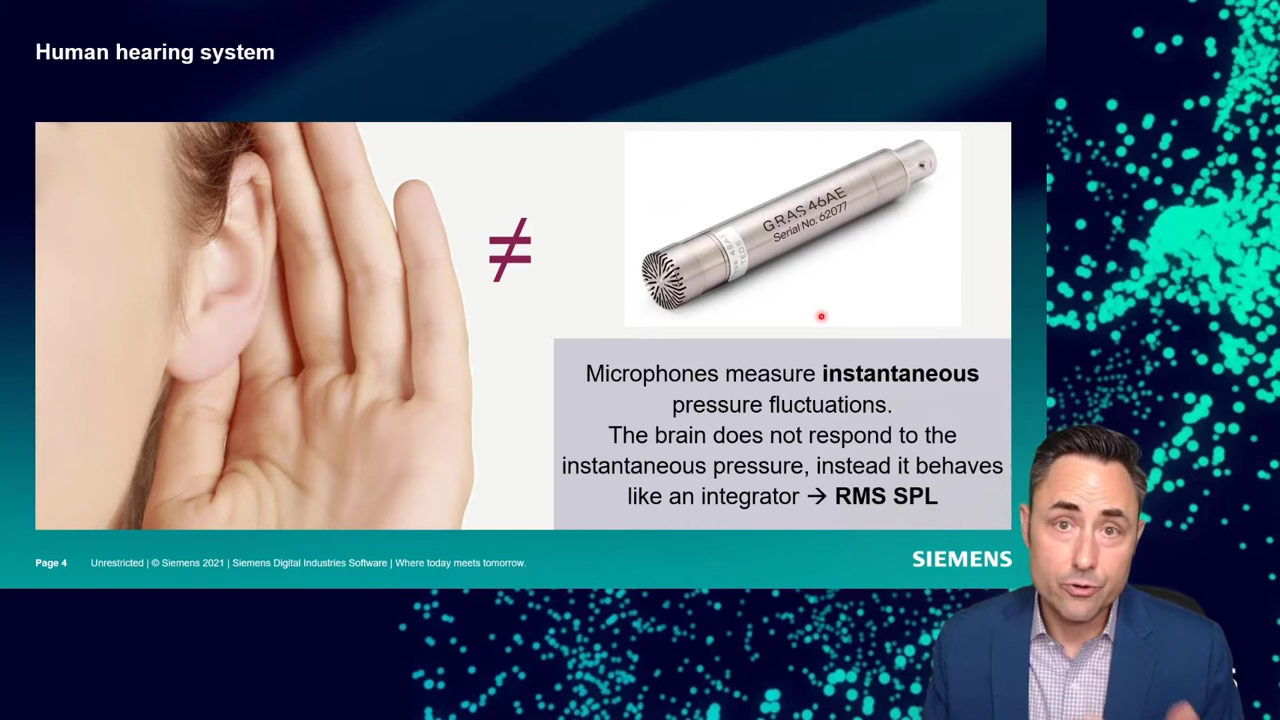 Human hearing system
≠
GRAS 46AE
Serial No. 62077
TEDS
Microphones measure instantaneous
pressure fluctuations.
The brain does not respond to the
instantaneous pressure, instead it behaves
like an integrator → RMS SPL
Page 4 Unrestricted | © Siemens 2021 | Siemens Digital Industries Software | Where today meets tomorrow.
SIEMENS